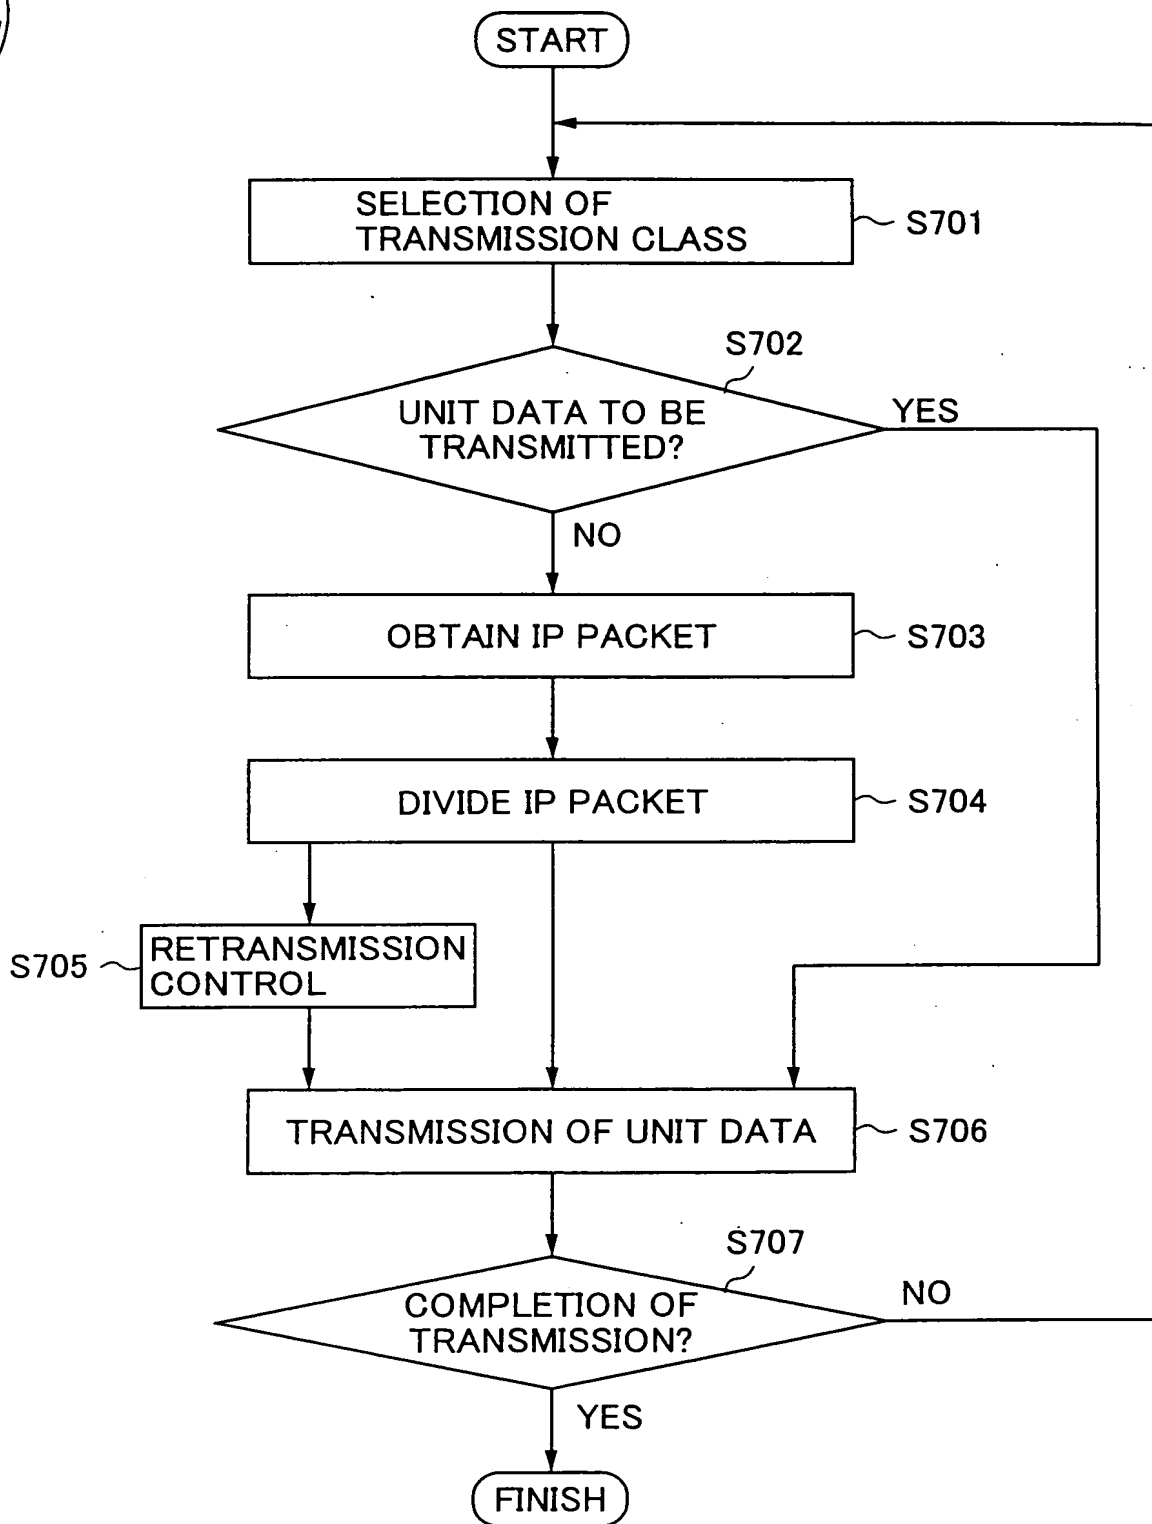 START
SELECTION OF
TRANSMISSION CLASS
S701
S702
UNIT DATA TO BE
TRANSMITTED?
YES
NO
OBTAIN IP PACKET
S703
DIVIDE IP PACKET
S704
S705
RETRANSMISSION
CONTROL
TRANSMISSION OF UNIT DATA
S706
S707
COMPLETION OF
TRANSMISSION?
NO
YES
FINISH